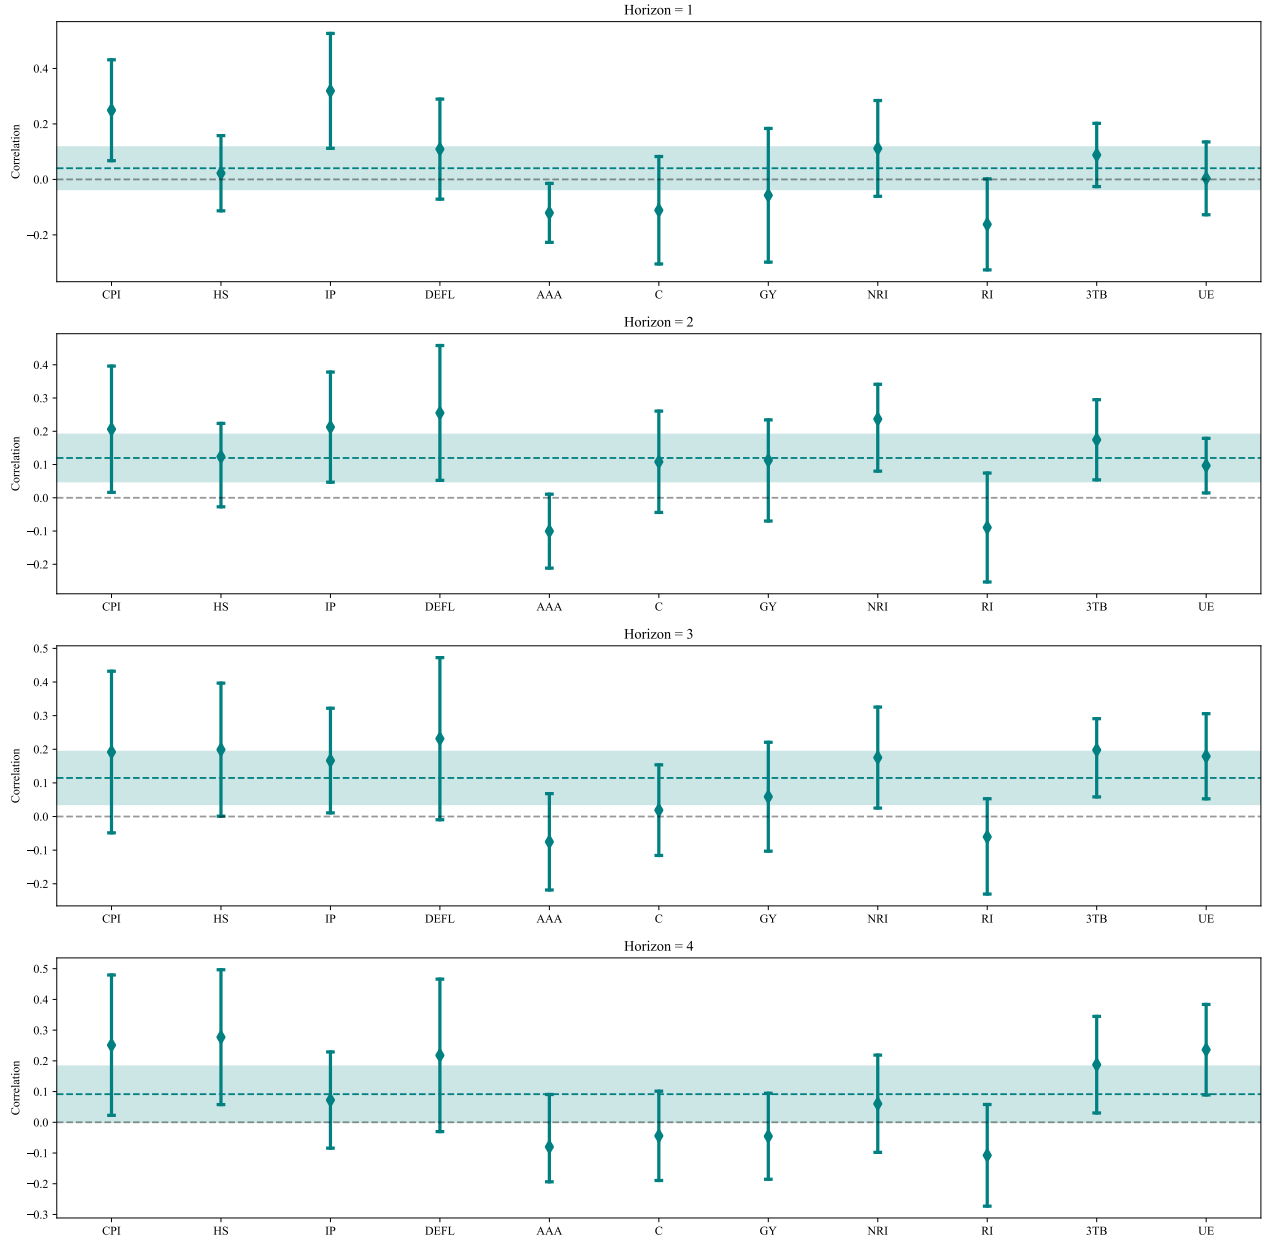 Horizon = 1
Correlation
0.4
0.2
0.0
−0.2
CPI HS IP DEFL AAA C GY NRI RI 3TB UE
Horizon = 2
Correlation
0.4
0.3
0.2
0.1
0.0
−0.1
−0.2
CPI HS IP DEFL AAA C GY NRI RI 3TB UE
Horizon = 3
Correlation
0.5
0.4
0.3
0.2
0.1
0.0
−0.1
−0.2
CPI HS IP DEFL AAA C GY NRI RI 3TB UE
Horizon = 4
Correlation
0.5
0.4
0.3
0.2
0.1
0.0
−0.1
−0.2
−0.3
CPI HS IP DEFL AAA C GY NRI RI 3TB UE